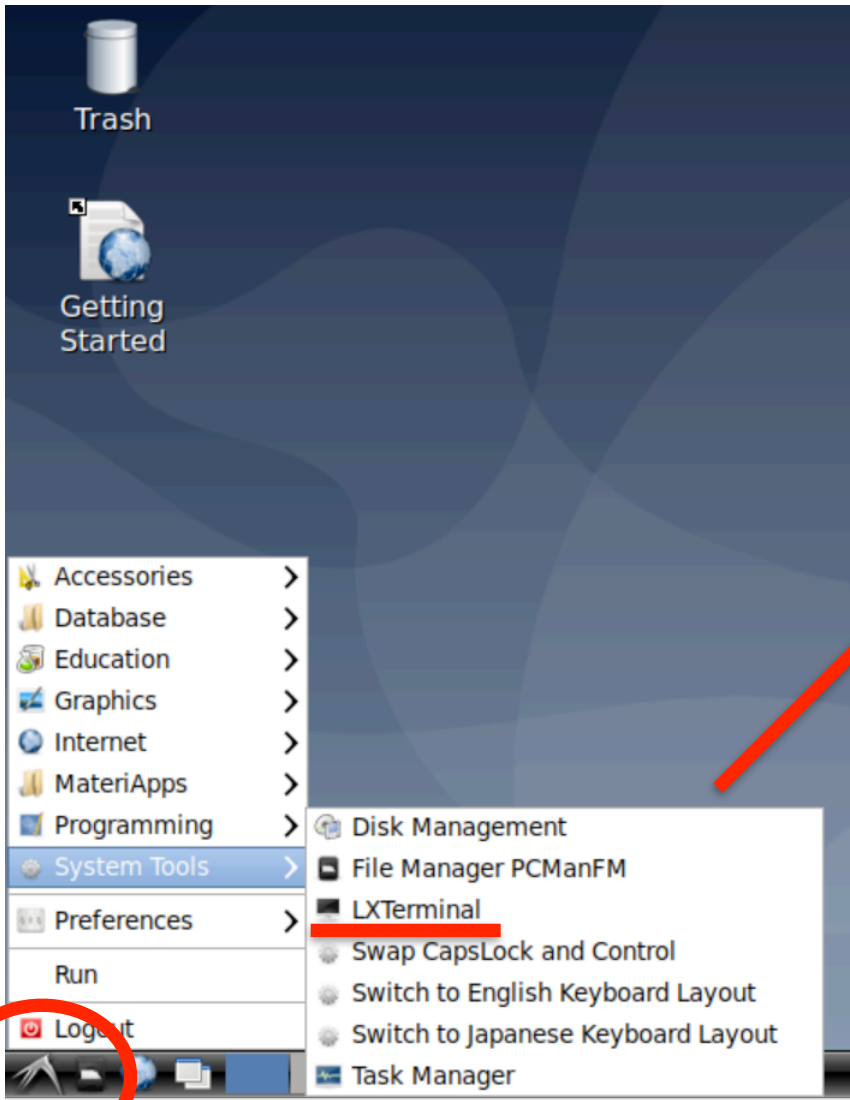 Trash
Getting
Started
Accessories
Database
Education
Graphics
Internet
MateriApps
Programming
System Tools
Preferences
Run
Logout
Disk Management
File Manager PCManFM
LXTerminal
Swap CapsLock and Control
Switch to English Keyboard Layout
Switch to Japanese Keyboard Layout
Task Manager